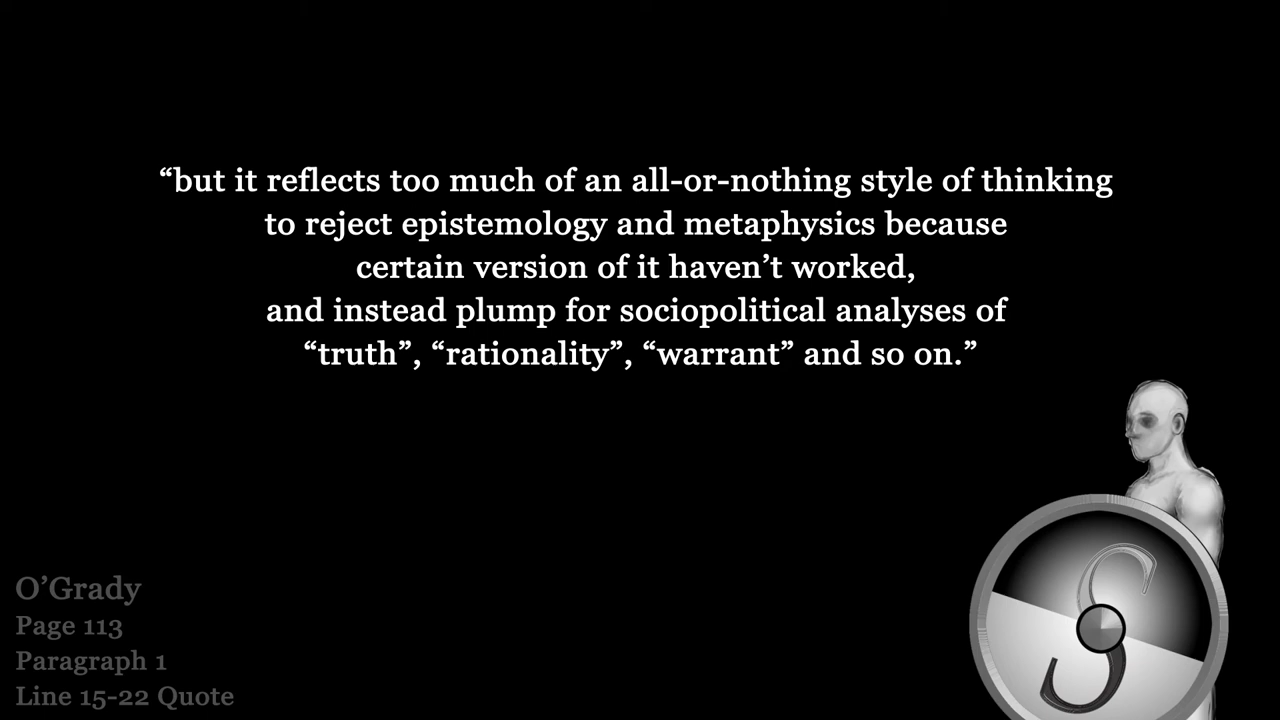 “but it reflects too much of an all-or-nothing style of thinking
to reject epistemology and metaphysics because
certain version of it haven’t worked,
and instead plump for sociopolitical analyses of
“truth”, “rationality”, “warrant” and so on.”
O’Grady
Page 113
Paragraph 1
Line 15-22 Quote
S